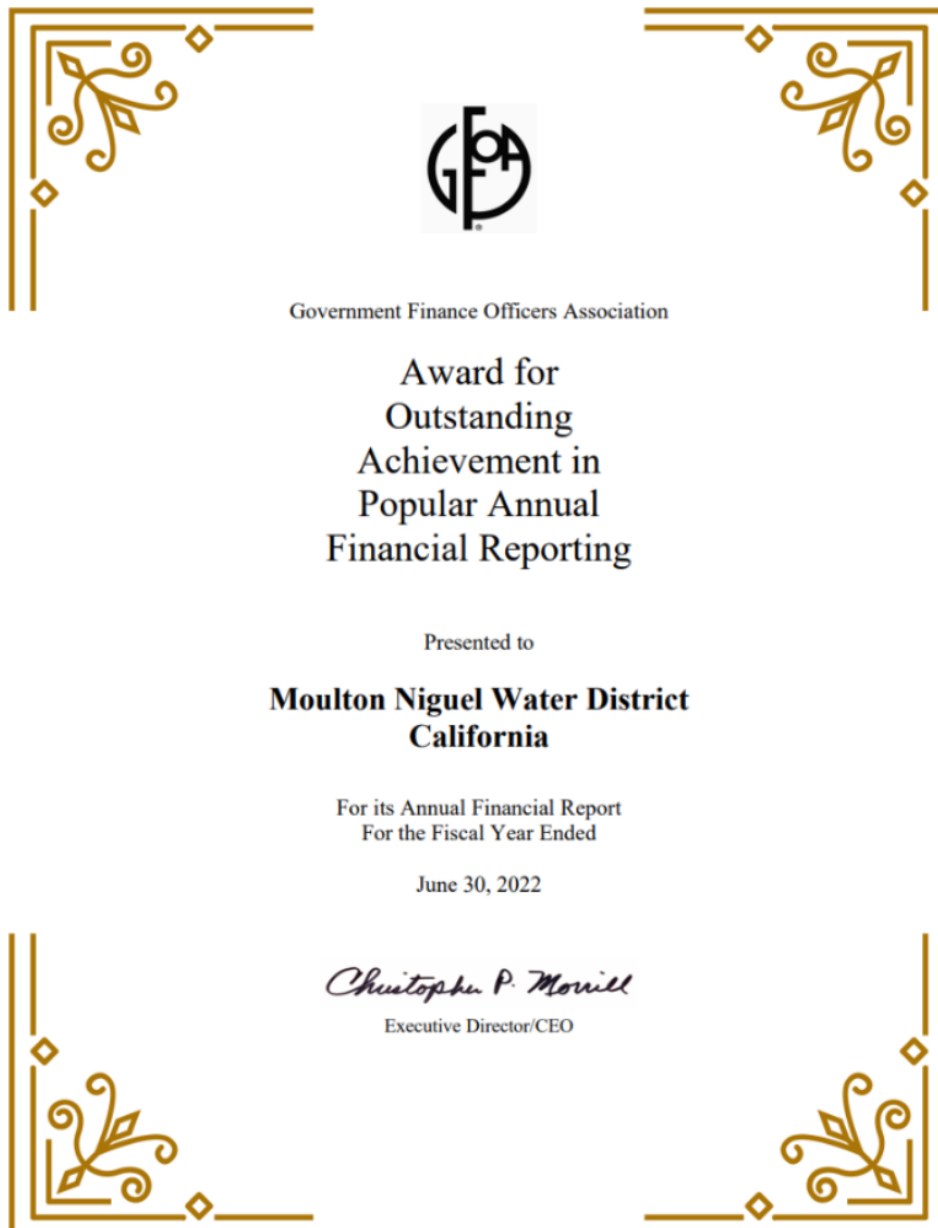 GFOA
®
Government Finance Officers Association
Award for
Outstanding
Achievement in
Popular Annual
Financial Reporting
Presented to
Moulton Niguel Water District
California
For its Annual Financial Report
For the Fiscal Year Ended
June 30, 2022
Christopher P. Morrill
Executive Director/CEO